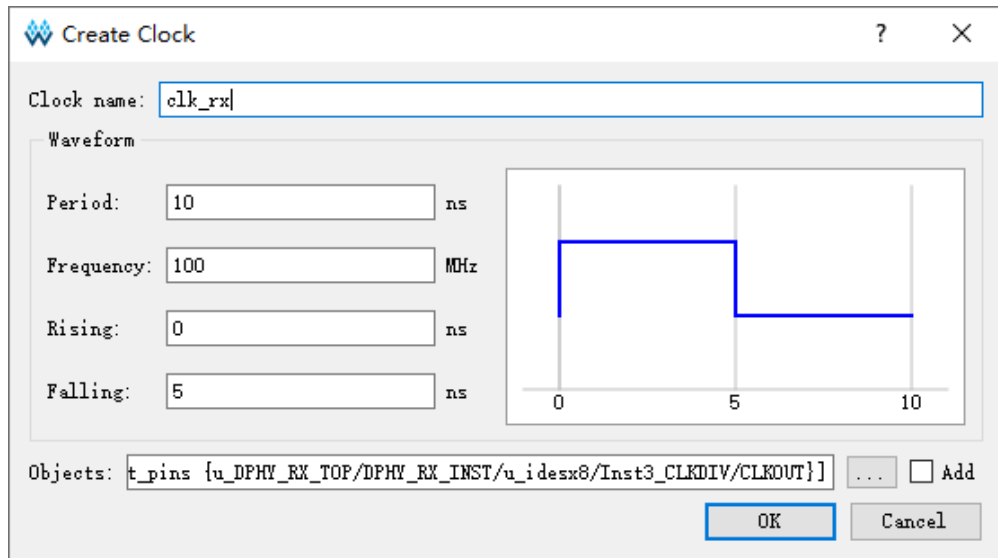 Create Clock
?
Clock name: clk_rx
Waveform
Period: 10 ns
Frequency: 100 MHz
Rising: 0 ns
Falling: 5 ns
0 5 10
Objects: t_pins {u_DPHY_RX_TOP/DPHY_RX_INST/u_idesx8/Inst3_CLKDIV/CLKOUT}] ... Add
OK Cancel